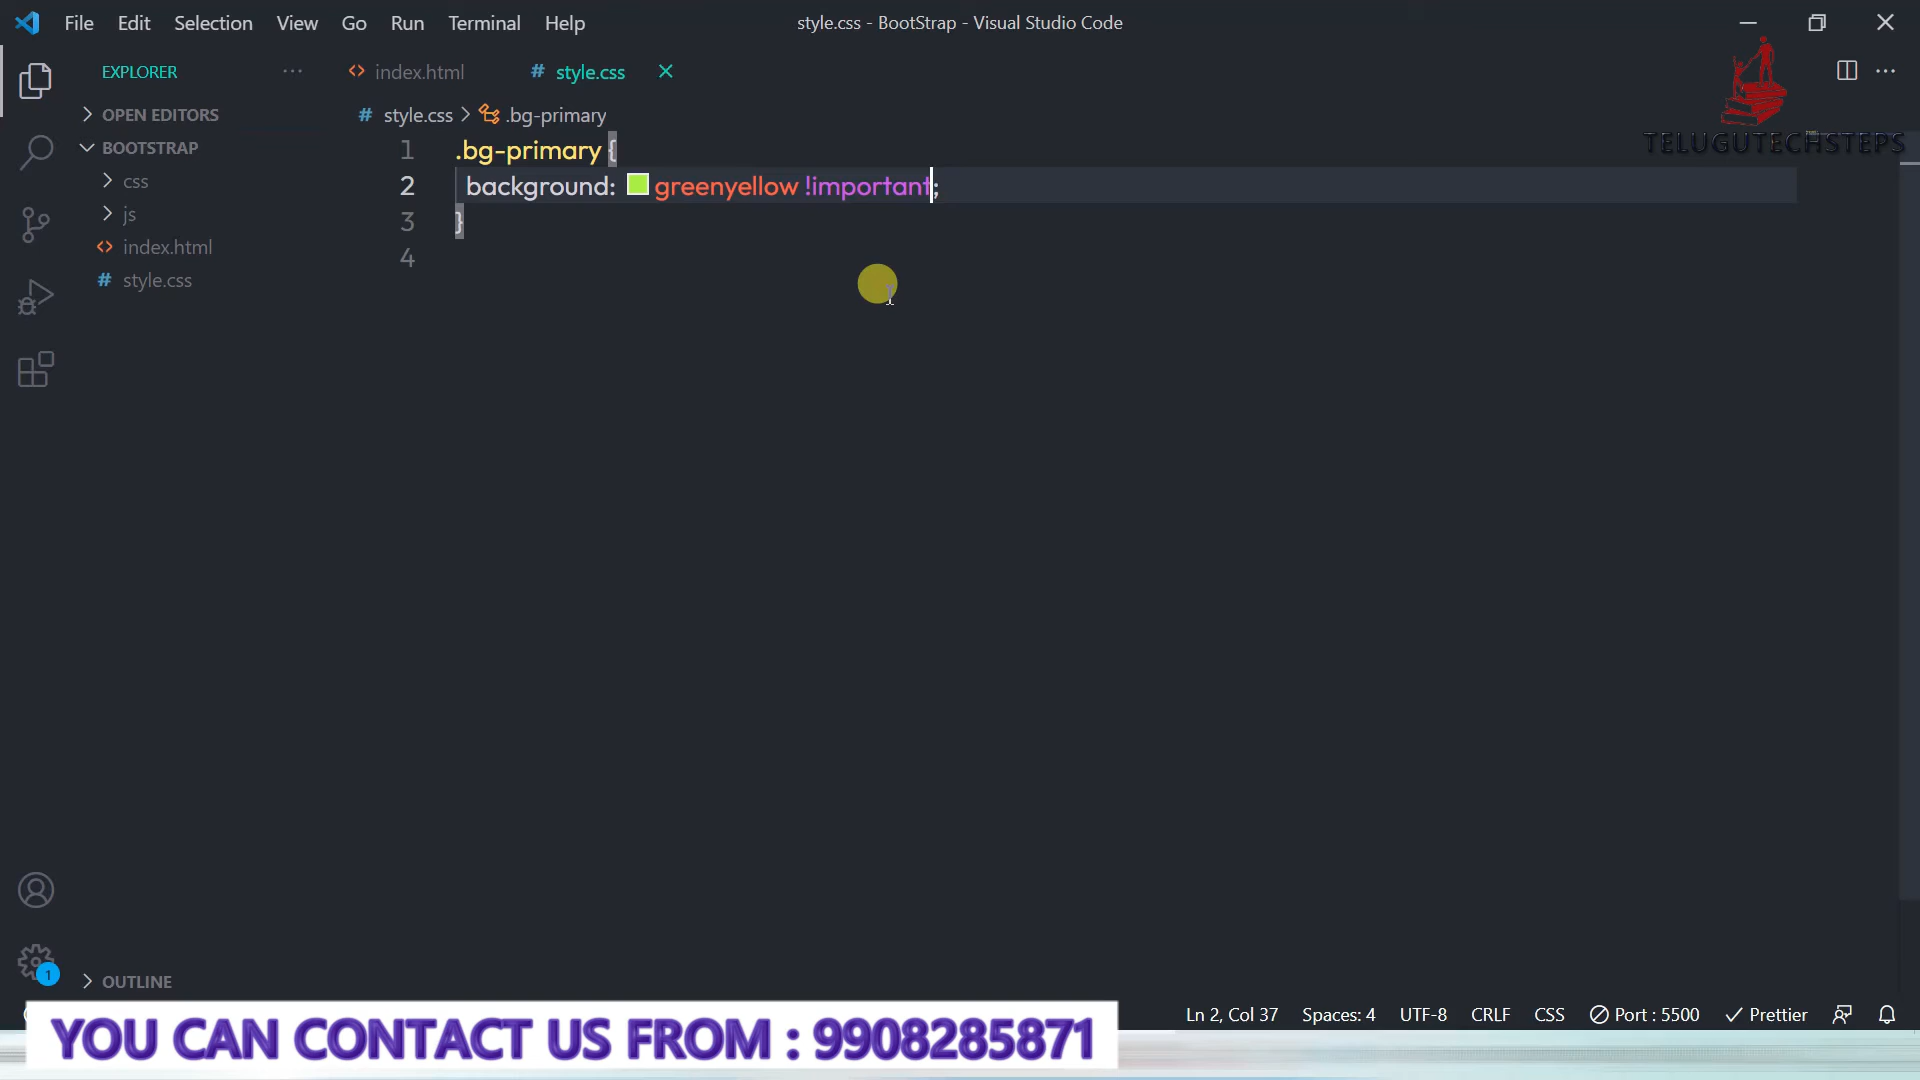 File Edit Selection View Go Run Terminal Help
style.css - BootStrap - Visual Studio Code
EXPLORER
index.html
# style.css
TELUGUTECHSTEPS
OPEN EDITORS
BOOTSTRAP
css
js
index.html
# style.css
# style.css > .bg-primary
1 .bg-primary {
2 background: greenyellow !important;
3 }
4
1
OUTLINE
Ln 2, Col 37 Spaces: 4 UTF-8 CRLF CSS Port : 5500 Prettier
YOU CAN CONTACT US FROM : 9908285871